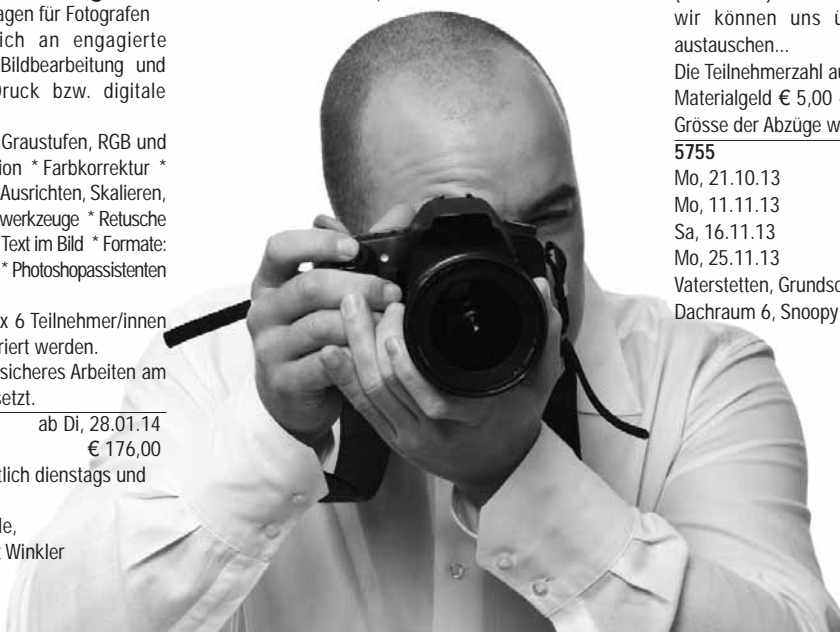 agen für Fotografen
ich an engagierte
Bildbearbeitung und
ruck bzw. digitale
Graustufen, RGB und
ion * Farbkorrektur *
Ausrichten, Skalieren,
werkzeuge * Retusche
Text im Bild * Formate:
* Photoshopassistenten
x 6 Teilnehmer/innen
riert werden.
sicheres Arbeiten am
setzt.
ab Di, 28.01.14
€ 176,00
tlich dienstags und
le,
Winkler
wir können uns ü
austauschen...
Die Teilnehmerzahl au
Materialgeld € 5,00
Grösse der Abzüge w
5755
Mo, 21.10.13
Mo, 11.11.13
Sa, 16.11.13
Mo, 25.11.13
Vaterstetten, Grundsc
Dachraum 6, Snoopy